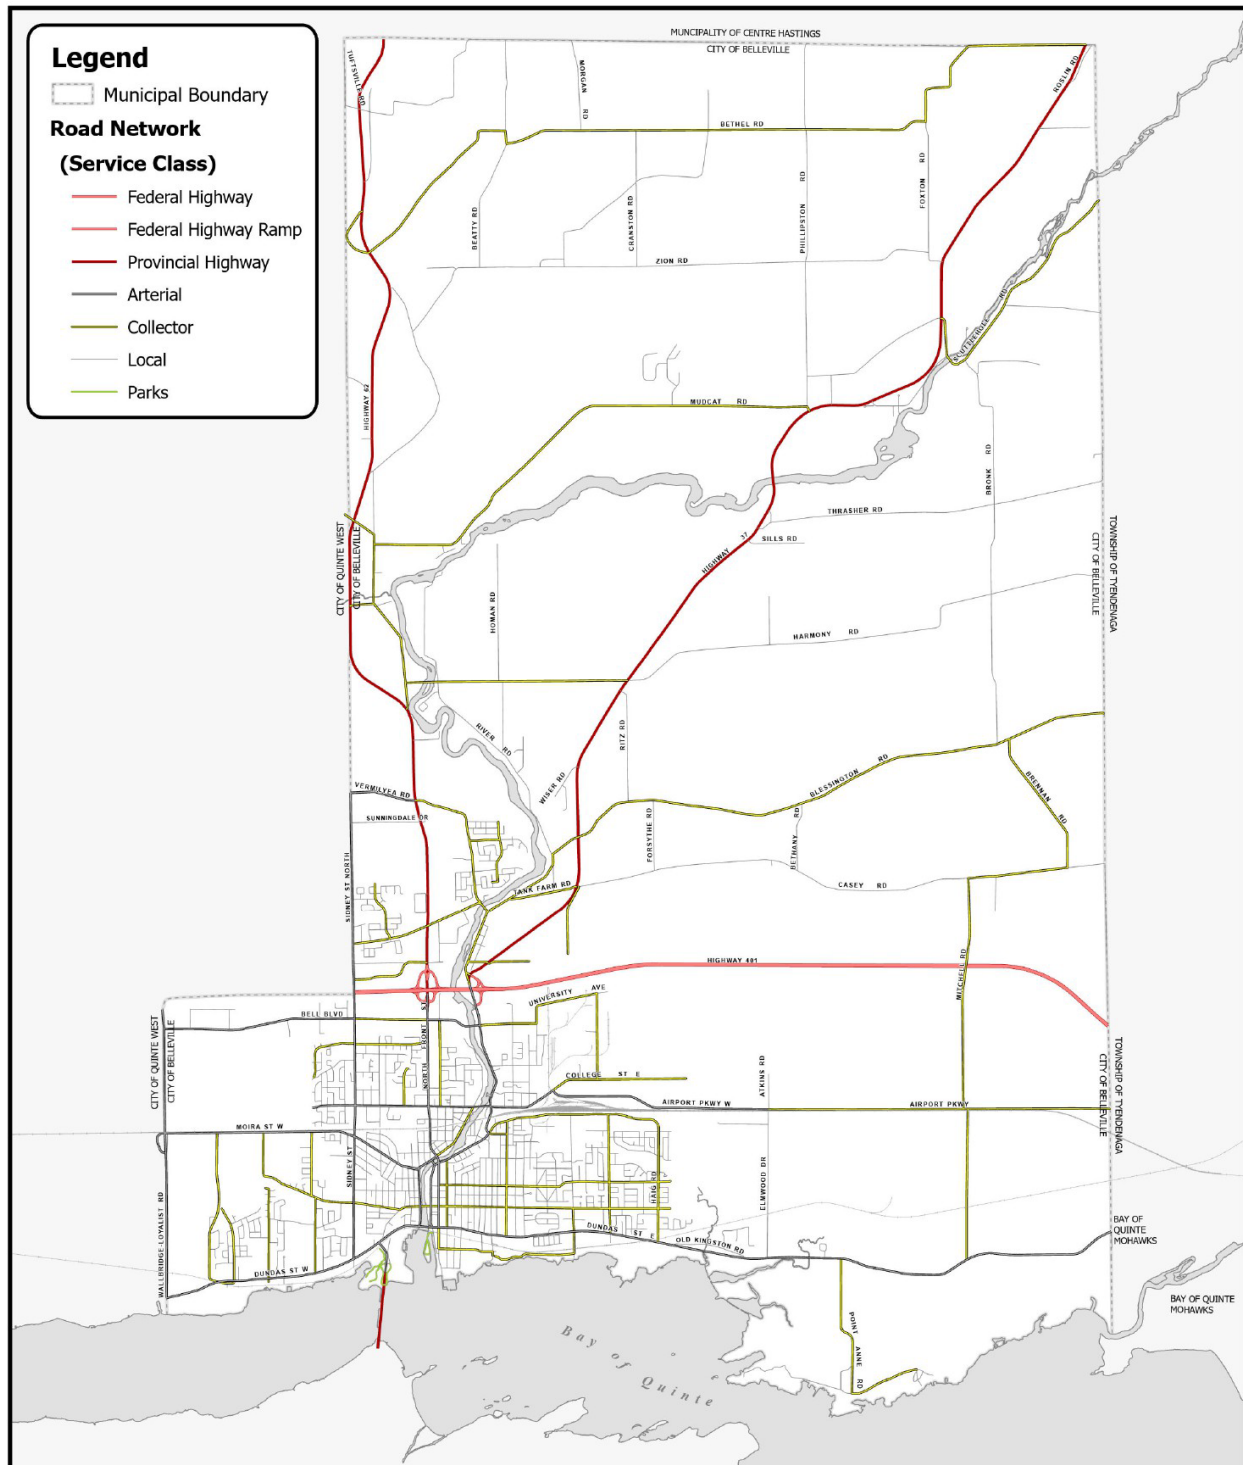 Legend
Municipal Boundary
Road Network
(Service Class)
Federal Highway
Federal Highway Ramp
Provincial Highway
Arterial
Collector
Local
Parks
MUNCIPALITY OF CENTRE HASTINGS
CITY OF BELLEVILLE
TUFTSVILLE RD
MORGAN RD
ROSLIN RD
BETHEL RD
BEATTY RD
CRANSTON RD
PHILLIPSTON RD
FOXTON RD
ZION RD
SCUTTLEHOLE RD
HIGHWAY 62
MUDCAT RD
BRONK RD
THRASHER RD
SILLS RD
HIGHWAY 37
CITY OF QUINTE WEST
CITY OF BELLEVILLE
TOWNSHIP OF TYENDENAGA
CITY OF BELLEVILLE
HOMAN RD
HARMONY RD
RIVER RD
RITZ RD
WISER RD
BLESSINGTON RD
BRENNAN RD
VERMILYEA RD
SUNNINGDALE DR
FORSYTHE RD
BETHANY RD
SIDNEY ST NORTH
TANK FARM RD
CASEY RD
MITCHELL RD
HIGHWAY 401
UNIVERSITY AVE
BELL BLVD
NORTH FRONT ST
CITY OF QUINTE WEST
CITY OF BELLEVILLE
TOWNSHIP OF TYENDENAGA
CITY OF BELLEVILLE
COLLEGE ST E
ATKINS RD
AIRPORT PKWY W
AIRPORT PKWY
MOIRA ST W
SIDNEY ST
HAIG RD
ELMWOOD DR
WALLBRIDGE-LOYALIST RD
DUNDAS ST E
OLD KINGSTON RD
DUNDAS ST W
BAY OF
QUINTE
MOHAWKS
BAY OF QUINTE
MOHAWKS
POINT ANNE RD
Bay of Quinte